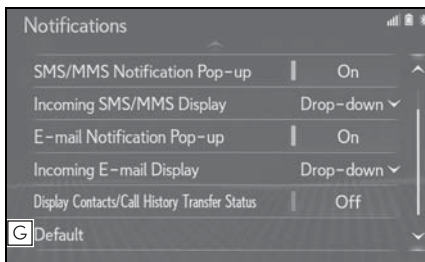 Notifications
SMS/MMS Notification Pop-up On
Incoming SMS/MMS Display Drop-down
E-mail Notification Pop-up On
Incoming E-mail Display Drop-down
Display Contacts/Call History Transfer Status Off
G Default